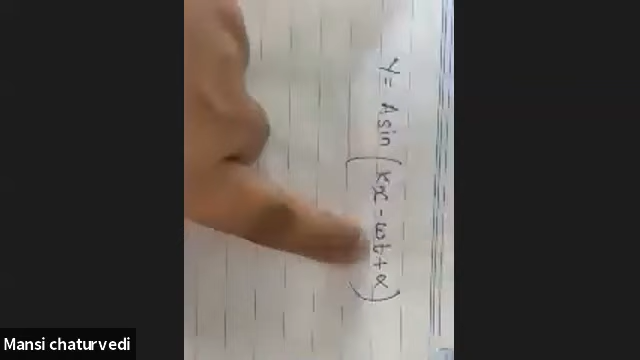 y = A sin (kx - ωt + α)
Mansi chaturvedi